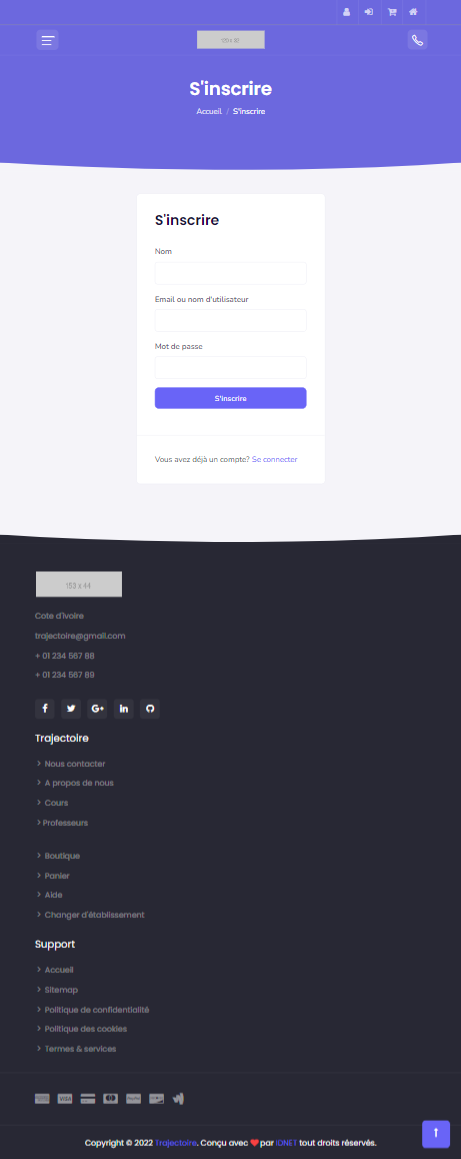 S'inscrire
Accueil / S'inscrire
S'inscrire
Nom
Email ou nom d'utilisateur
Mot de passe
S'inscrire
Vous avez déjà un compte? Se connecter
153 x 44
Cote d'ivoire
trajectoire@gmail.com
+ 01 234 567 88
+ 01 234 567 89
Trajectoire
> Nous contacter
> A propos de nous
> Cours
> Professeurs
> Boutique
> Panier
> Aide
> Changer d'établissement
Support
> Accueil
> Sitemap
> Politique de confidentialité
> Politique des cookies
> Termes & services
VISA
Copyright © 2022 Trajectoire. Conçu avec ❤ par IDNET tout droits réservés.